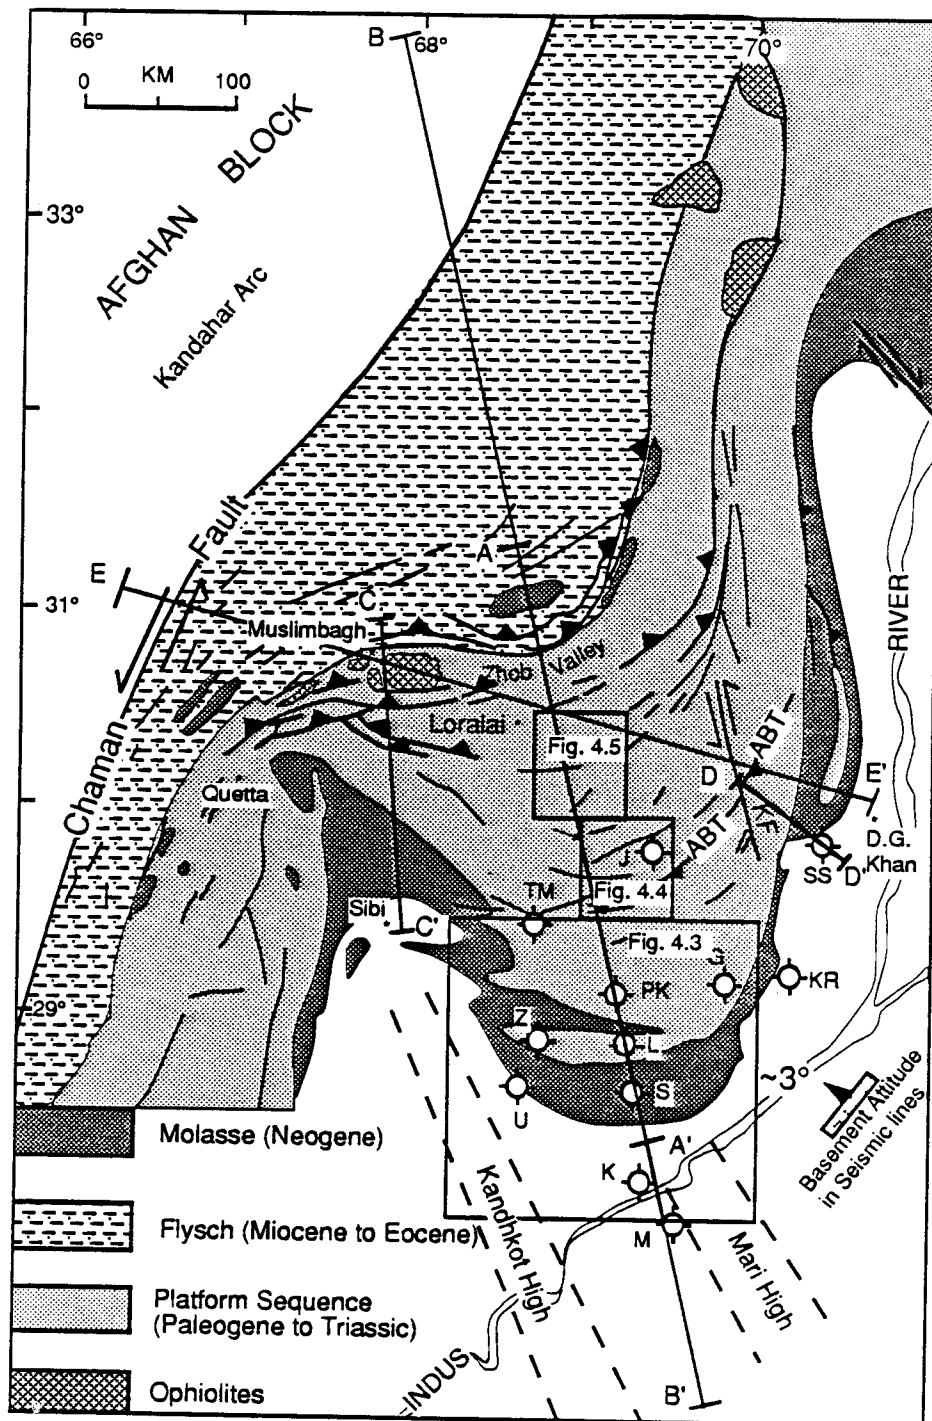 66°
B
68°
70°
0 KM 100
AFGHAN BLOCK
33°
Kandahar Arc
Chaman Fault
A
E
31°
C
Muslimbagh
Zhob Valley
RIVER
Loralai
Fig. 4.5
ABT
D
E'
Quetta
KF
D.G.
Khan
J
ABT
SS
D'
TM
Fig. 4.4
Sibi
C'
Fig. 4.3
G
KR
29°
PK
Z
L
~3°
S
U
Basement Attitude
in Seismic lines
Molasse (Neogene)
A'
K
Kandhkot High
M
Mari High
Flysch (Miocene to Eocene)
Platform Sequence
(Paleogene to Triassic)
INDUS
Ophiolites
B'